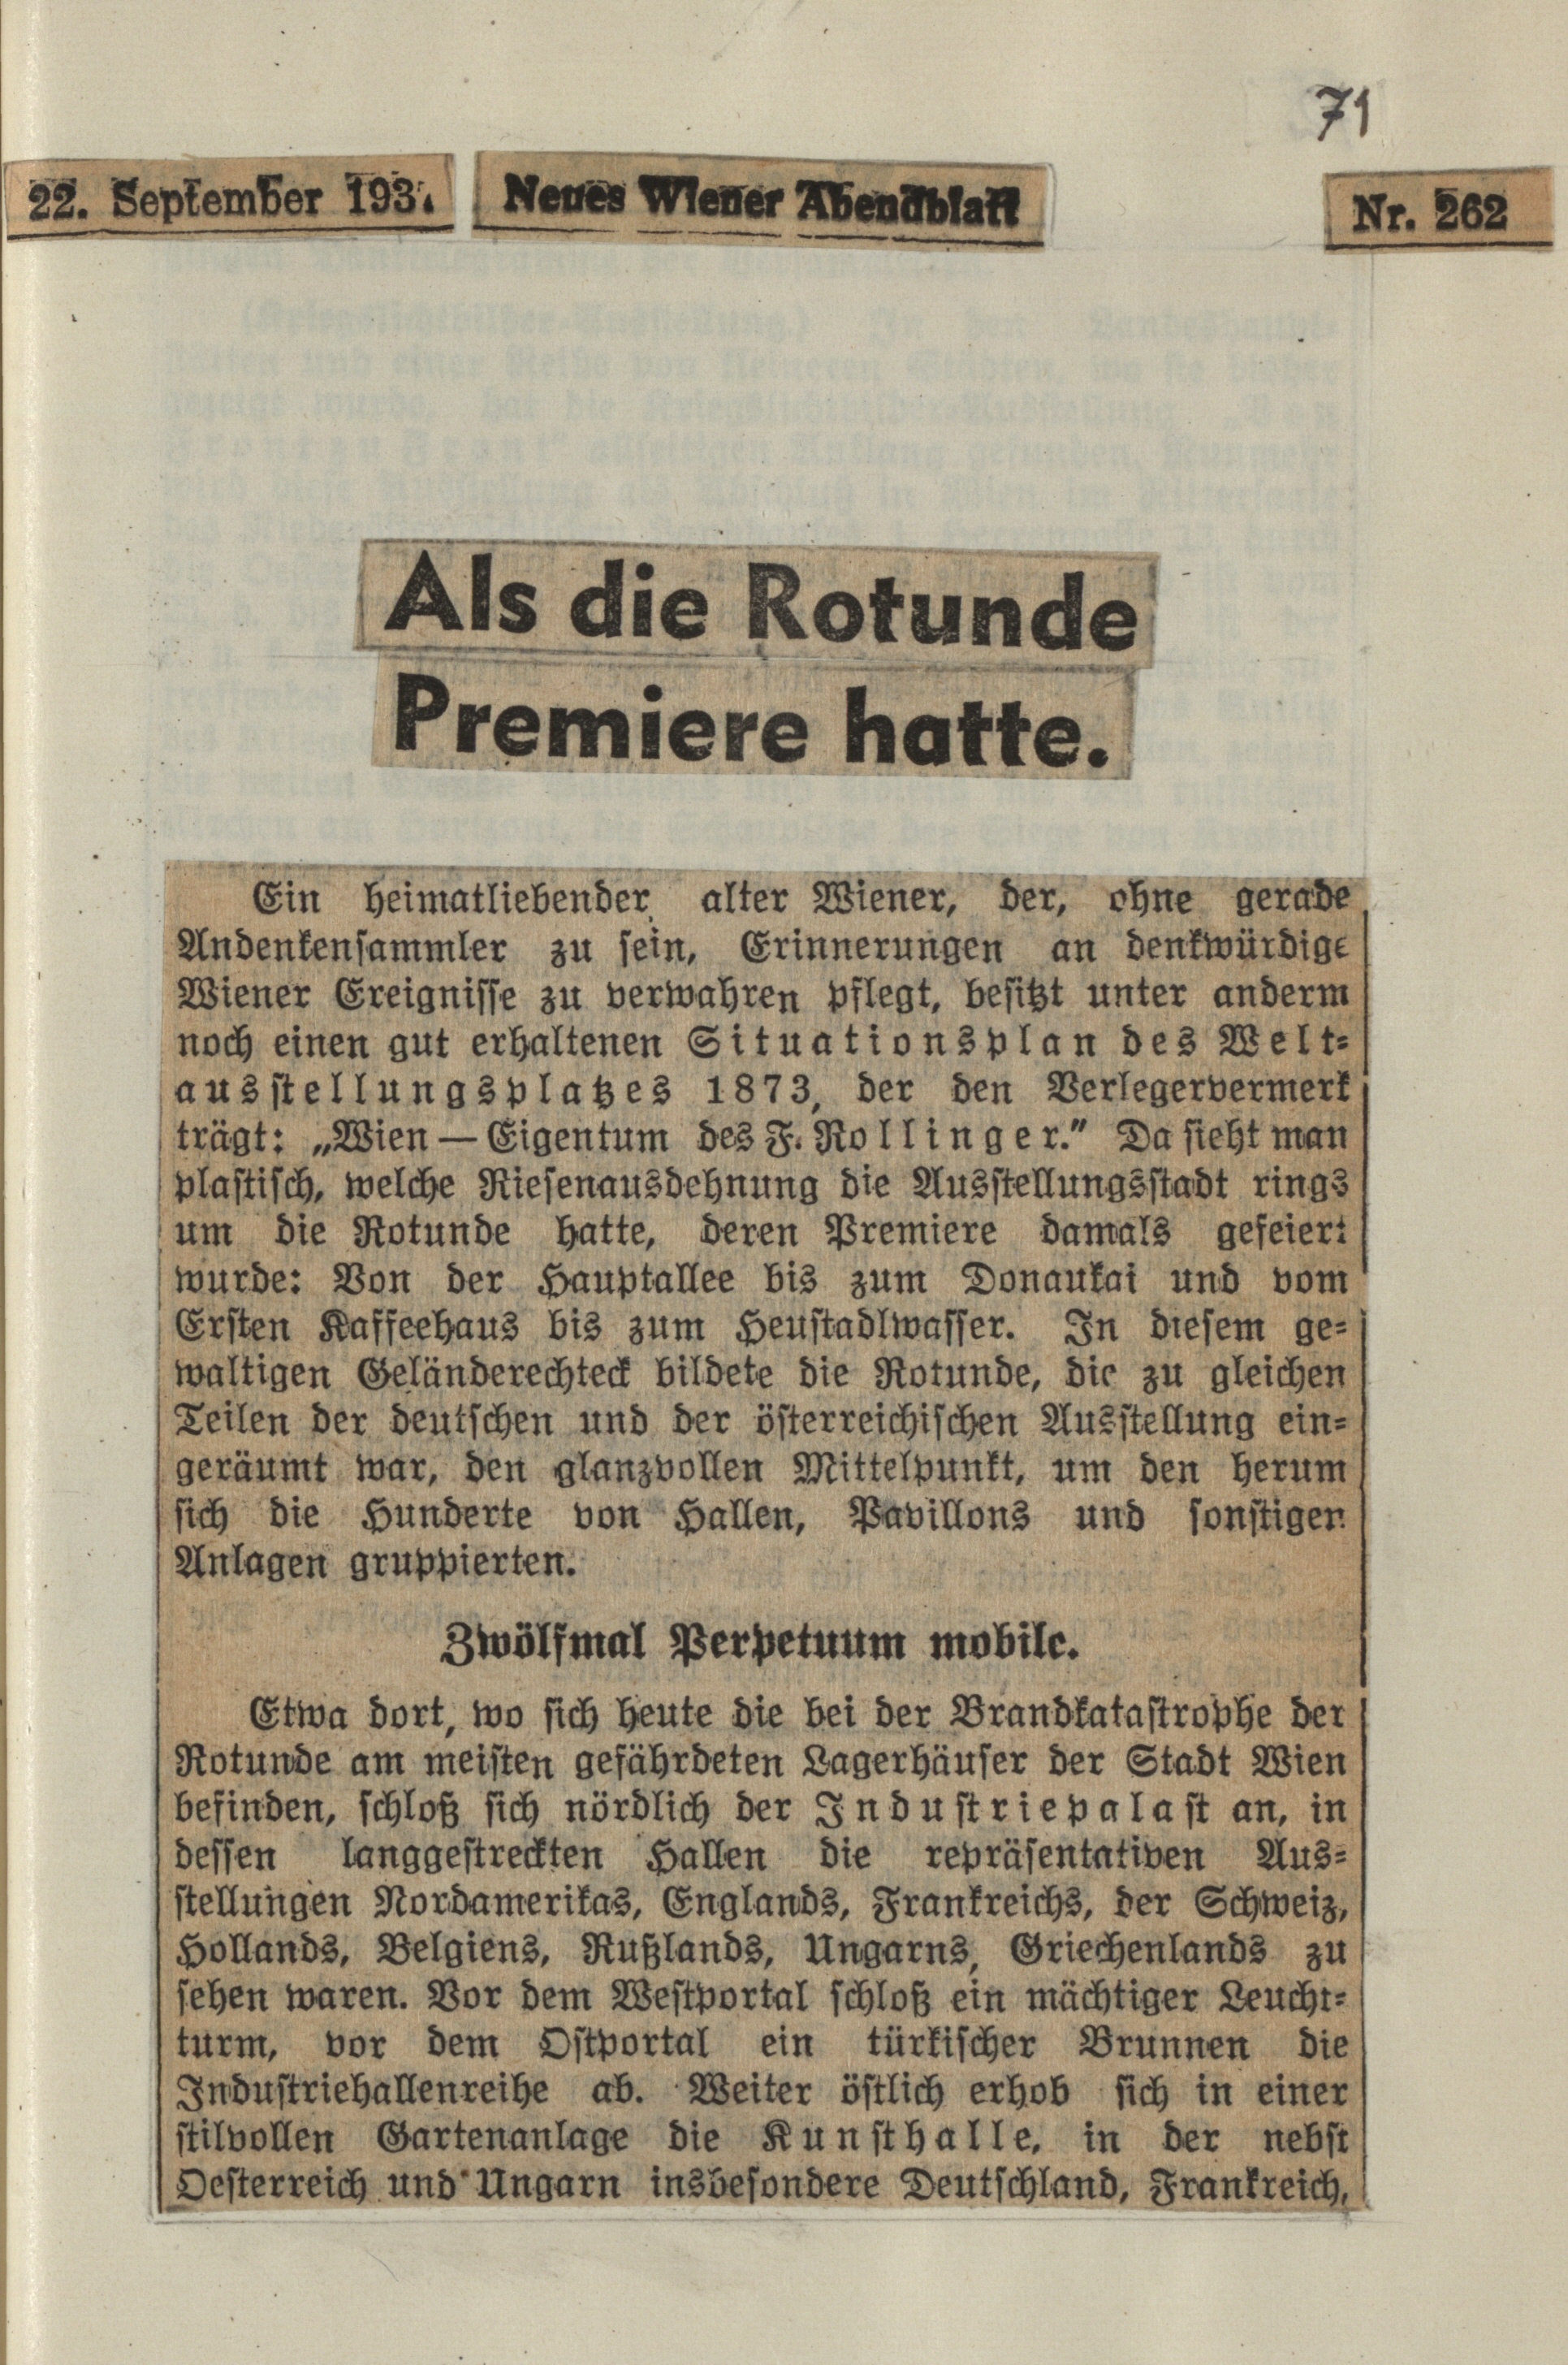 71
22. September 1937
Neues Wiener Abendblatt
Nr. 262
Als die Rotunde
Premiere hatte.
Ein heimatliebender alter Wiener, der, ohne gerade
Andenkensammler zu sein, Erinnerungen an denkwürdige
Wiener Ereignisse zu verwahren pflegt, besitzt unter anderm
noch einen gut erhaltenen Situationsplan des Welt-
ausstellungsplatzes 1873, der den Verlegervermerk
trägt: „Wien — Eigentum des F. Rollinger.“ Da sieht man
plastisch, welche Riesenausdehnung die Ausstellungsstadt rings
um die Rotunde hatte, deren Premiere damals gefeiert
wurde: Von der Hauptallee bis zum Donaukai und vom
Ersten Kaffeehaus bis zum Heustadlwasser. In diesem ge-
waltigen Geländerechteck bildete die Rotunde, die zu gleichen
Teilen der deutschen und der österreichischen Ausstellung ein-
geräumt war, den glanzvollen Mittelpunkt, um den herum
sich die Hunderte von Hallen, Pavillons und sonstigen
Anlagen gruppierten.
Zwölfmal Perpetuum mobile.
Etwa dort, wo sich heute die bei der Brandkatastrophe der
Rotunde am meisten gefährdeten Lagerhäuser der Stadt Wien
befinden, schloß sich nördlich der Industriepalast an, in
dessen langgestreckten Hallen die repräsentativen Aus-
stellungen Nordamerikas, Englands, Frankreichs, der Schweiz,
Hollands, Belgiens, Rußlands, Ungarns, Griechenlands zu
sehen waren. Vor dem Westportal schloß ein mächtiger Leucht-
turm, vor dem Ostportal ein türkischer Brunnen die
Industriehallenreihe ab. Weiter östlich erhob sich in einer
stilvollen Gartenanlage die Kunsthalle, in der nebst
Oesterreich und Ungarn insbesondere Deutschland, Frankreich,